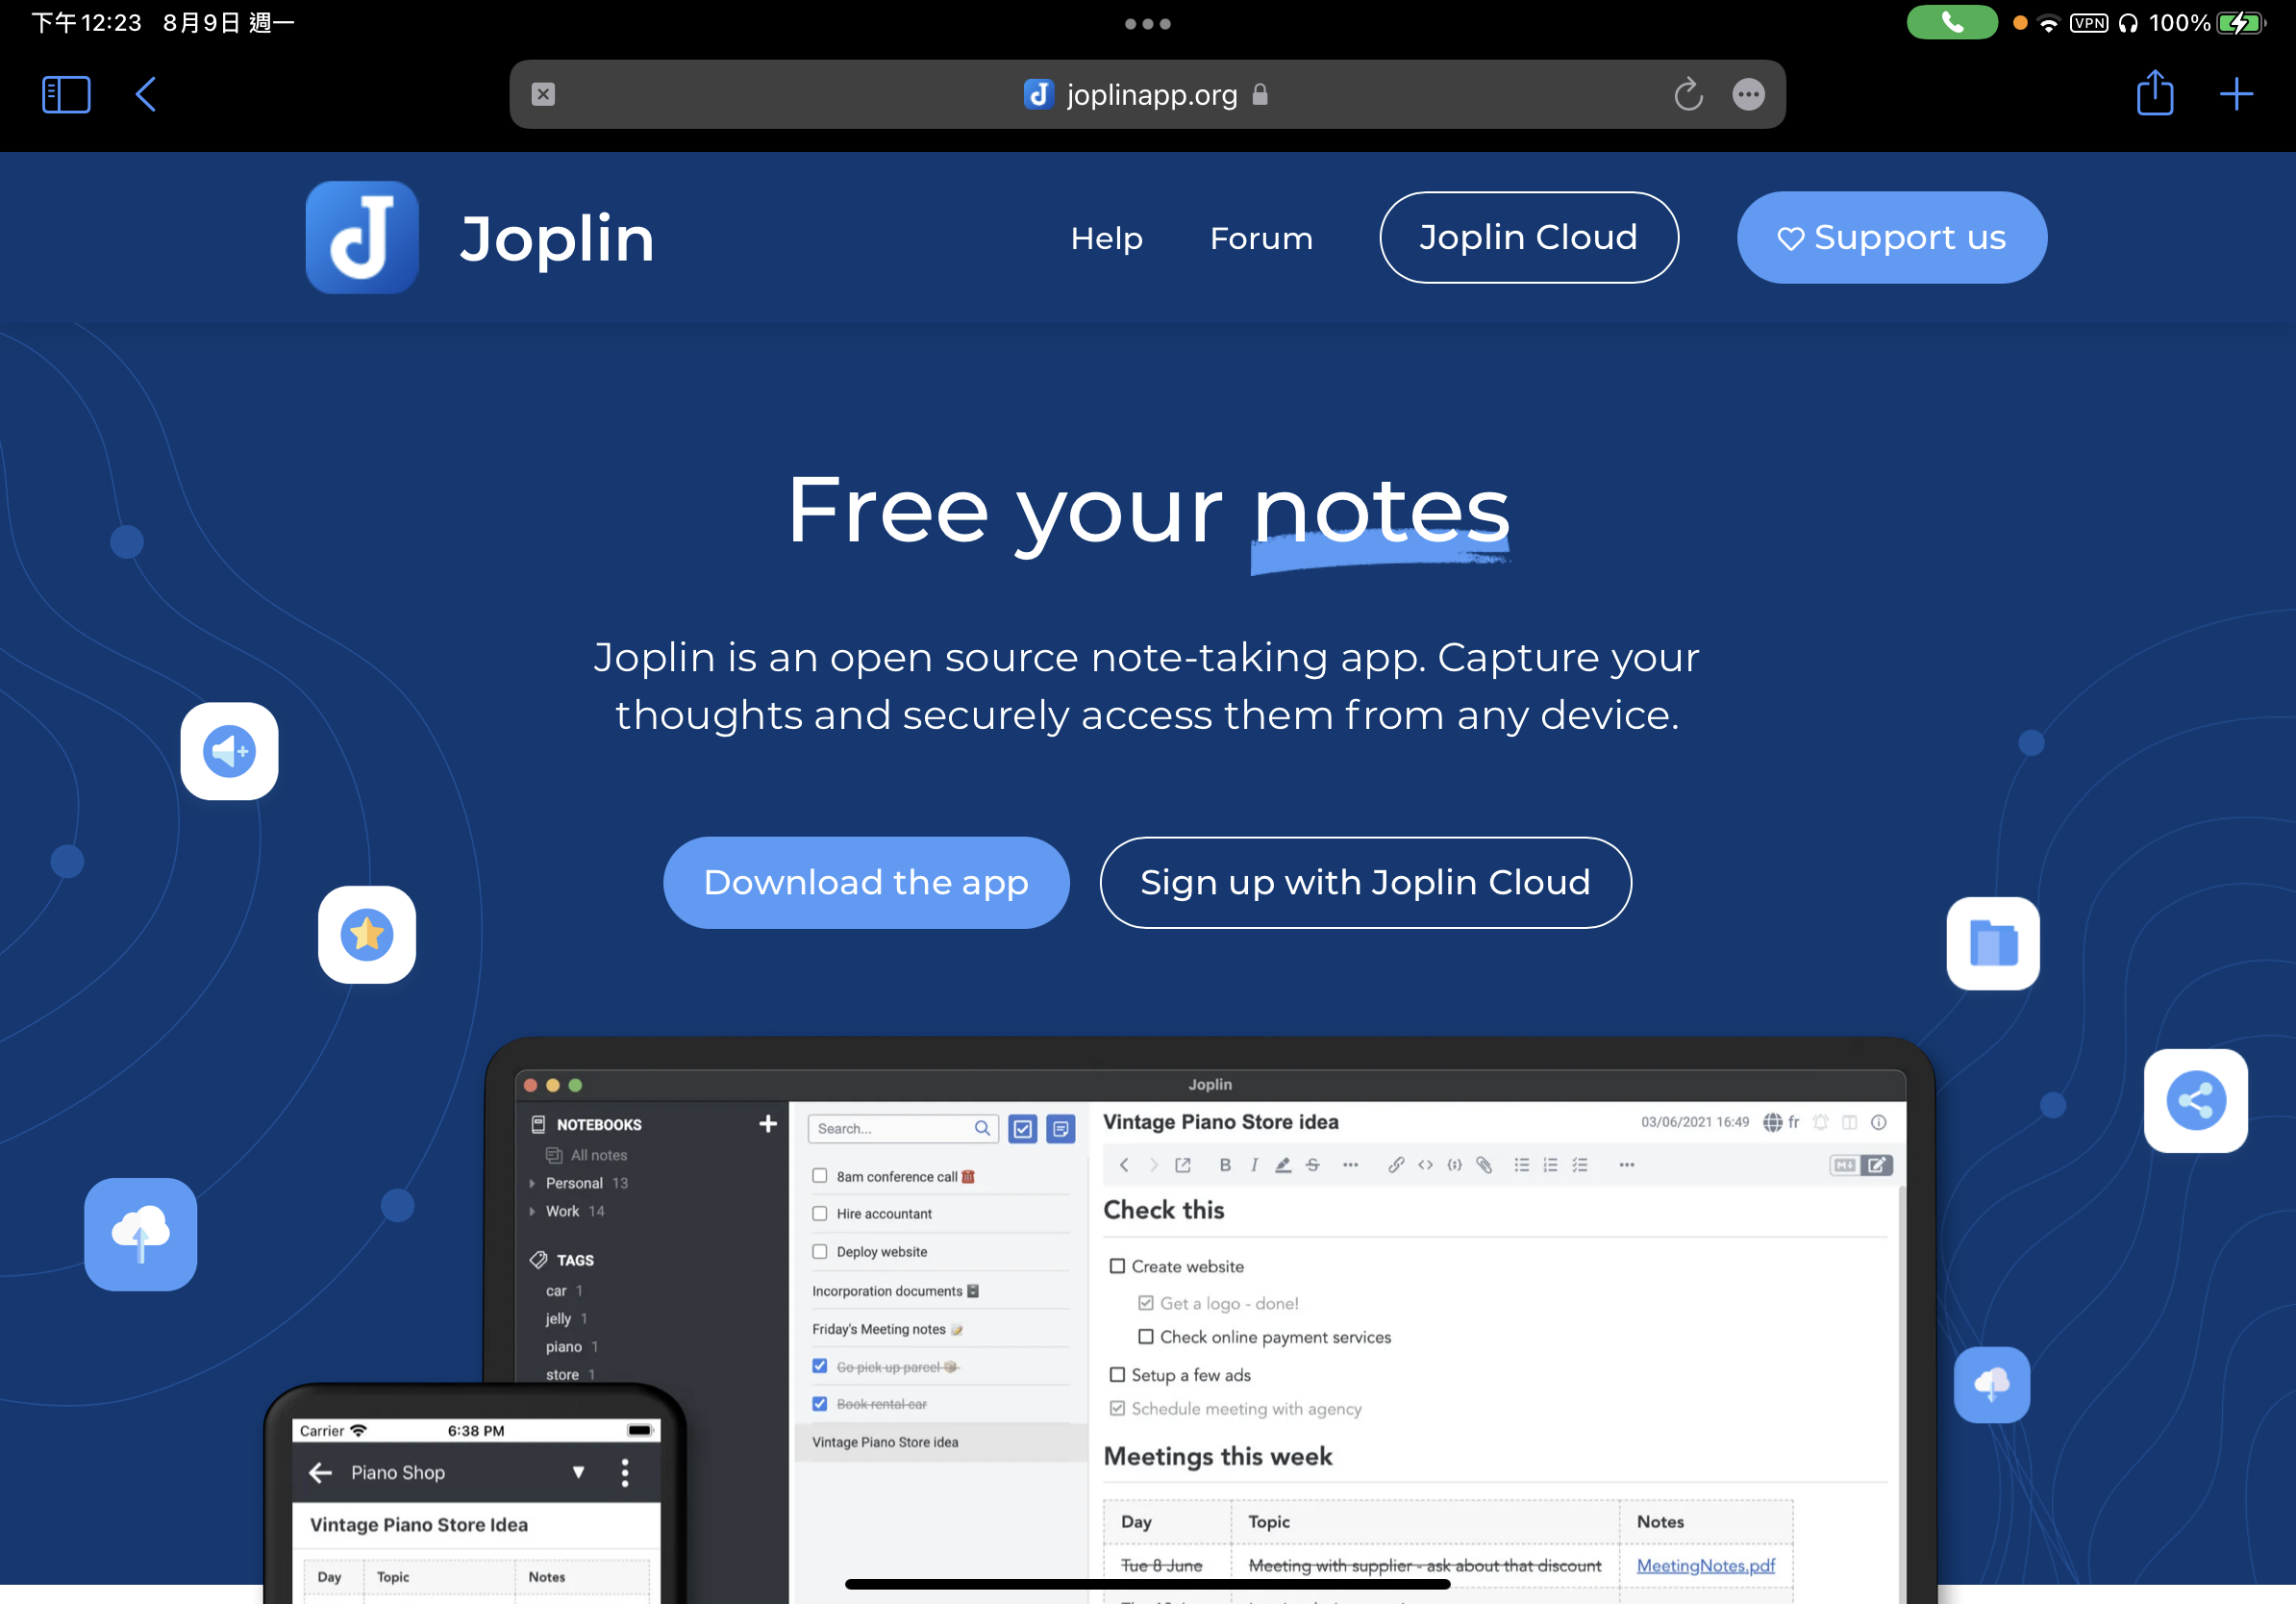 下午12:23 8月9日 週一
VPN 100%
joplinapp.org
Joplin
Help Forum Joplin Cloud Support us
Free your notes
Joplin is an open source note-taking app. Capture your
thoughts and securely access them from any device.
Download the app Sign up with Joplin Cloud
Joplin
NOTEBOOKS
All notes
Personal 13
Work 14
TAGS
car 1
jelly 1
piano 1
store 1
Search...
8am conference call
Hire accountant
Deploy website
Incorporation documents
Friday's Meeting notes
Go pick up parcel
Book rental car
Vintage Piano Store idea
Vintage Piano Store idea
03/06/2021 16:49 fr
Check this
Create website
Get a logo - done!
Check online payment services
Setup a few ads
Schedule meeting with agency
Meetings this week
Day Topic Notes
Tue 8 June Meeting with supplier - ask about that discount MeetingNotes.pdf
Carrier 6:38 PM
Piano Shop
Vintage Piano Store Idea
Day Topic Notes